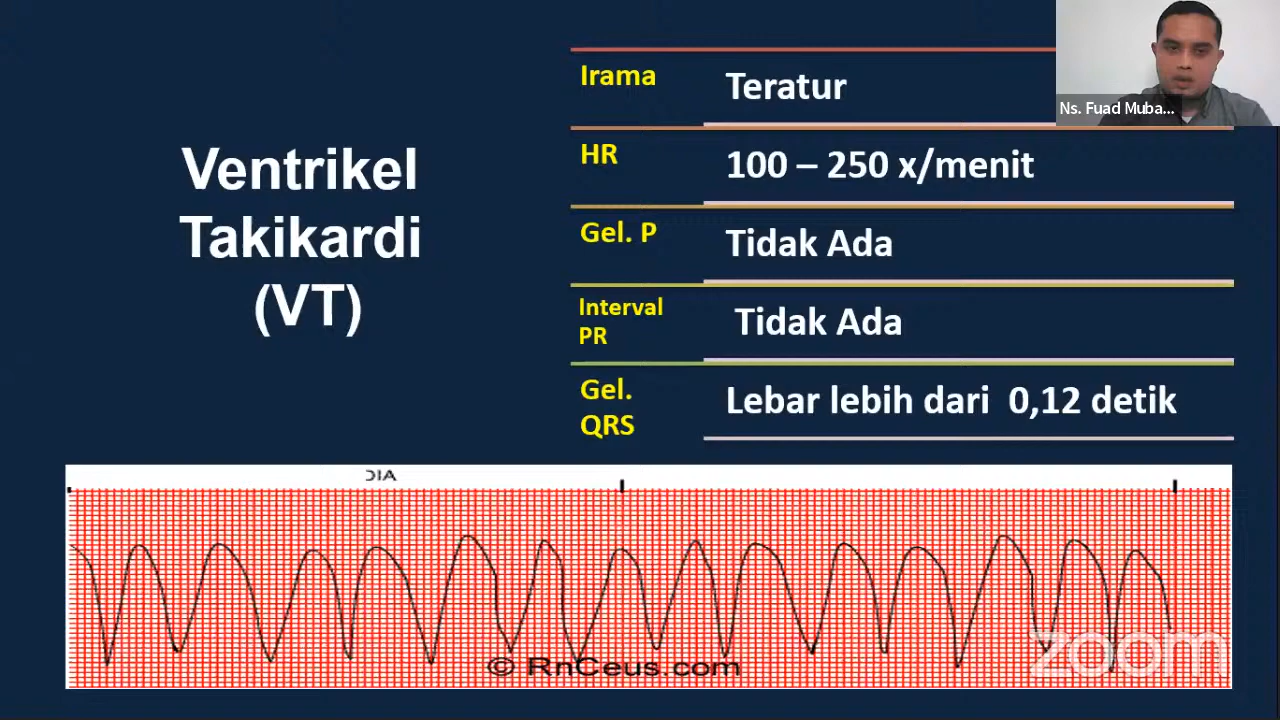 Ventrikel
Takikardi
(VT)
Irama
Teratur
HR
100 – 250 x/menit
Gel. P
Tidak Ada
Interval
PR
Tidak Ada
Gel.
QRS
Lebar lebih dari 0,12 detik
Ns. Fuad Muba...
© RnCeus.com
zoom